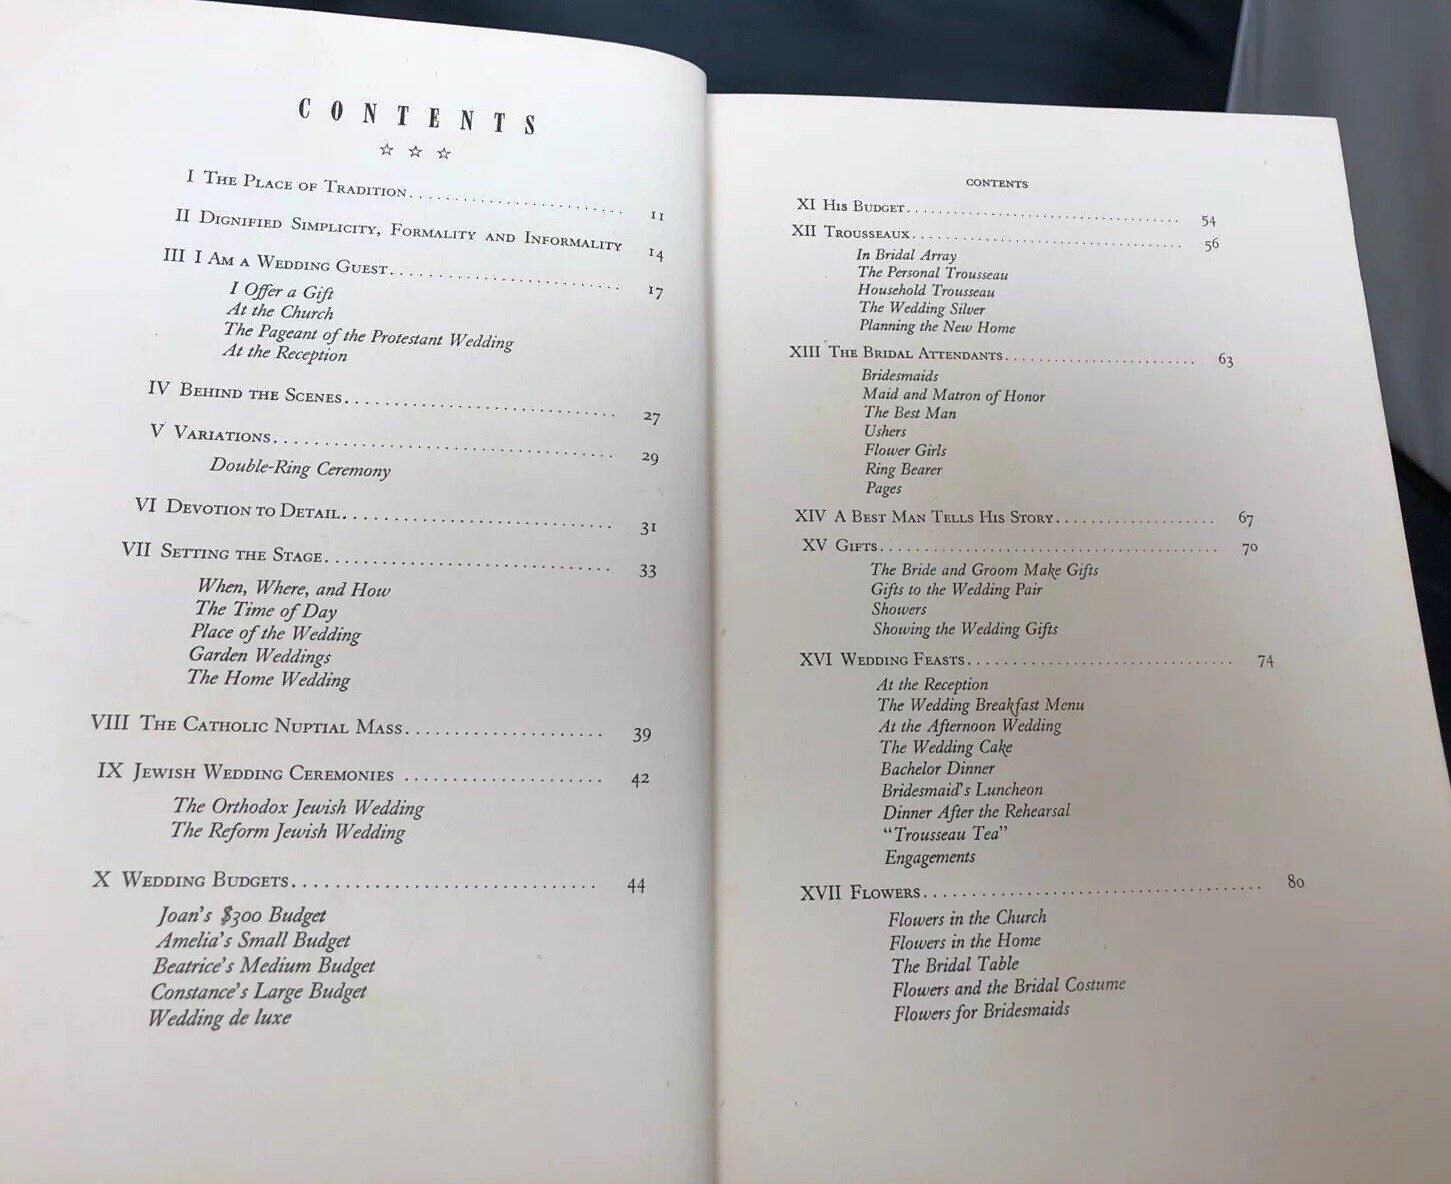 CONTENTS
☆ ☆ ☆
I THE PLACE OF TRADITION. . . . . . . . . . . . . . . . . . . . . . . . . 11
II DIGNIFIED SIMPLICITY, FORMALITY AND INFORMALITY 14
III I AM A WEDDING GUEST. . . . . . . . . . . . . . . . . . . . . . . . . 17
I Offer a Gift
At the Church
The Pageant of the Protestant Wedding
At the Reception
IV BEHIND THE SCENES. . . . . . . . . . . . . . . . . . . . . . . . . 27
V VARIATIONS. . . . . . . . . . . . . . . . . . . . . . . . . 29
Double-Ring Ceremony
VI DEVOTION TO DETAIL. . . . . . . . . . . . . . . . . . . . . . . . . 31
VII SETTING THE STAGE. . . . . . . . . . . . . . . . . . . . . . . . . 33
When, Where, and How
The Time of Day
Place of the Wedding
Garden Weddings
The Home Wedding
VIII THE CATHOLIC NUPTIAL MASS. . . . . . . . . . . . . . . . . . 39
IX JEWISH WEDDING CEREMONIES . . . . . . . . . . . . . . . . . . 42
The Orthodox Jewish Wedding
The Reform Jewish Wedding
X WEDDING BUDGETS. . . . . . . . . . . . . . . . . . . . . . . . . 44
Joan's $300 Budget
Amelia's Small Budget
Beatrice's Medium Budget
Constance's Large Budget
Wedding de luxe
CONTENTS
XI HIS BUDGET. . . . . . . . . . . . . . . . . . . . . . . . . 54
XII TROUSSEAUX. . . . . . . . . . . . . . . . . . . . . . . . . 56
In Bridal Array
The Personal Trousseau
Household Trousseau
The Wedding Silver
Planning the New Home
XIII THE BRIDAL ATTENDANTS. . . . . . . . . . . . . . . . . . 63
Bridesmaids
Maid and Matron of Honor
The Best Man
Ushers
Flower Girls
Ring Bearer
Pages
XIV A BEST MAN TELLS HIS STORY. . . . . . . . . . . . . . . . 67
XV GIFTS. . . . . . . . . . . . . . . . . . . . . . . . . 70
The Bride and Groom Make Gifts
Gifts to the Wedding Pair
Showers
Showing the Wedding Gifts
XVI WEDDING FEASTS. . . . . . . . . . . . . . . . . . . . . . . . . 74
At the Reception
The Wedding Breakfast Menu
At the Afternoon Wedding
The Wedding Cake
Bachelor Dinner
Bridesmaid's Luncheon
Dinner After the Rehearsal
"Trousseau Tea"
Engagements
XVII FLOWERS. . . . . . . . . . . . . . . . . . . . . . . . . 80
Flowers in the Church
Flowers in the Home
The Bridal Table
Flowers and the Bridal Costume
Flowers for Bridesmaids